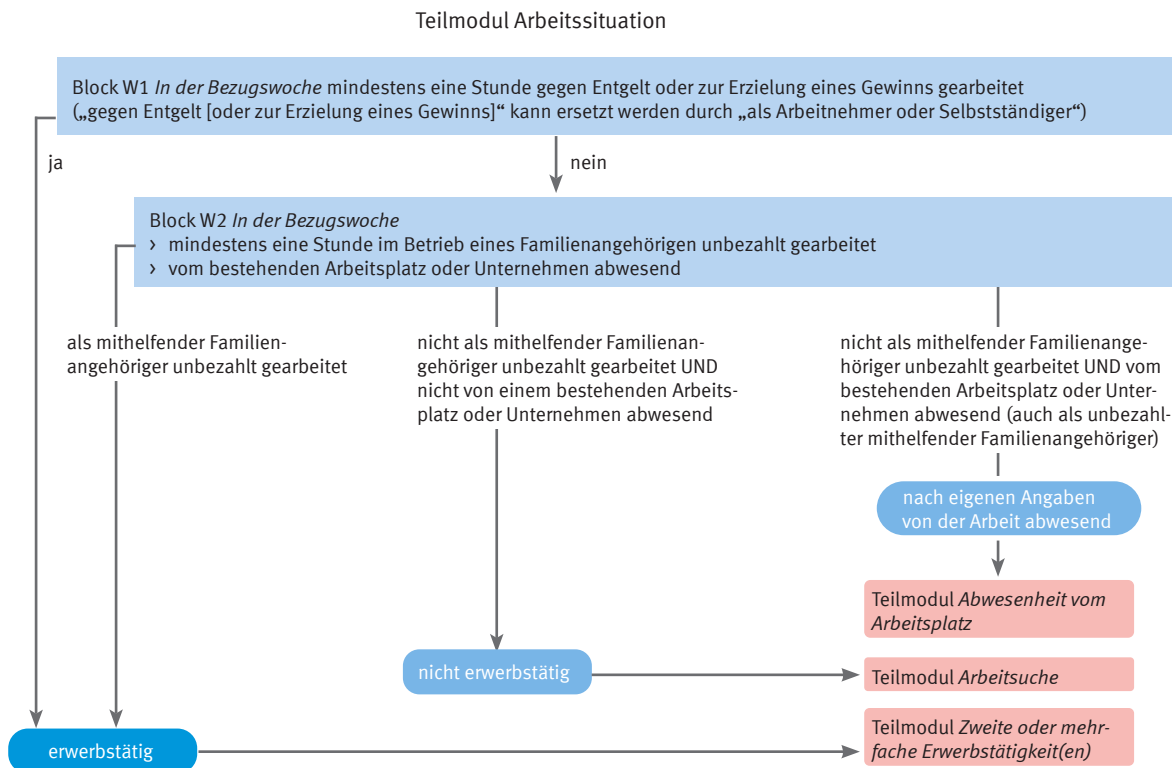 Teilmodul Arbeitssituation
Block W1 In der Bezugswoche mindestens eine Stunde gegen Entgelt oder zur Erzielung eines Gewinns gearbeitet
(„gegen Entgelt [oder zur Erzielung eines Gewinns]“ kann ersetzt werden durch „als Arbeitnehmer oder Selbstständiger“)
ja
nein
Block W2 In der Bezugswoche
› mindestens eine Stunde im Betrieb eines Familienangehörigen unbezahlt gearbeitet
› vom bestehenden Arbeitsplatz oder Unternehmen abwesend
als mithelfender Familien-
angehöriger unbezahlt gearbeitet
nicht als mithelfender Familienan-
gehöriger unbezahlt gearbeitet UND
nicht von einem bestehenden Arbeits-
platz oder Unternehmen abwesend
nicht als mithelfender Familienange-
höriger unbezahlt gearbeitet UND vom
bestehenden Arbeitsplatz oder Unter-
nehmen abwesend (auch als unbezahl-
ter mithelfender Familienangehöriger)
nach eigenen Angaben
von der Arbeit abwesend
Teilmodul Abwesenheit vom
Arbeitsplatz
nicht erwerbstätig
Teilmodul Arbeitsuche
erwerbstätig
Teilmodul Zweite oder mehr-
fache Erwerbstätigkeit(en)